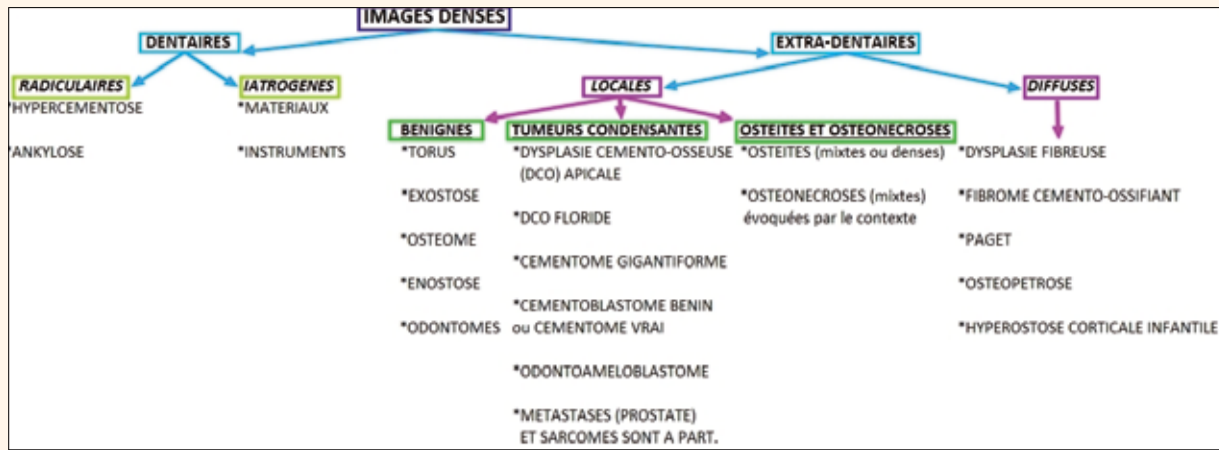 IMAGES DENSES
DENTAIRES
EXTRA-DENTAIRES
RADICULAIRES
*HYPERCEMENTOSE
*ANKYLOSE
IATROGENES
*MATERIAUX
*INSTRUMENTS
LOCALES
BENIGNES
*TORUS
*EXOSTOSE
*OSTEOME
*ENOSTOSE
*ODONTOMES
TUMEURS CONDENSANTES
*DYSPLASIE CEMENTO-OSSEUSE
(DCO) APICALE
*DCO FLORIDE
*CEMENTOME GIGANTIFORME
*CEMENTOBLASTOME BENIN
ou CEMENTOME VRAI
*ODONTOAMELOBLASTOME
*METASTASES (PROSTATE)
ET SARCOMES SONT A PART.
OSTEITES ET OSTEONECROSES
*OSTEITES (mixtes ou denses)
*OSTEONECROSES (mixtes)
évoquées par le contexte
DIFFUSES
*DYSPLASIE FIBREUSE
*FIBROME CEMENTO-OSSIFIANT
*PAGET
*OSTEOPETROSE
*HYPEROSTOSE CORTICALE INFANTILE